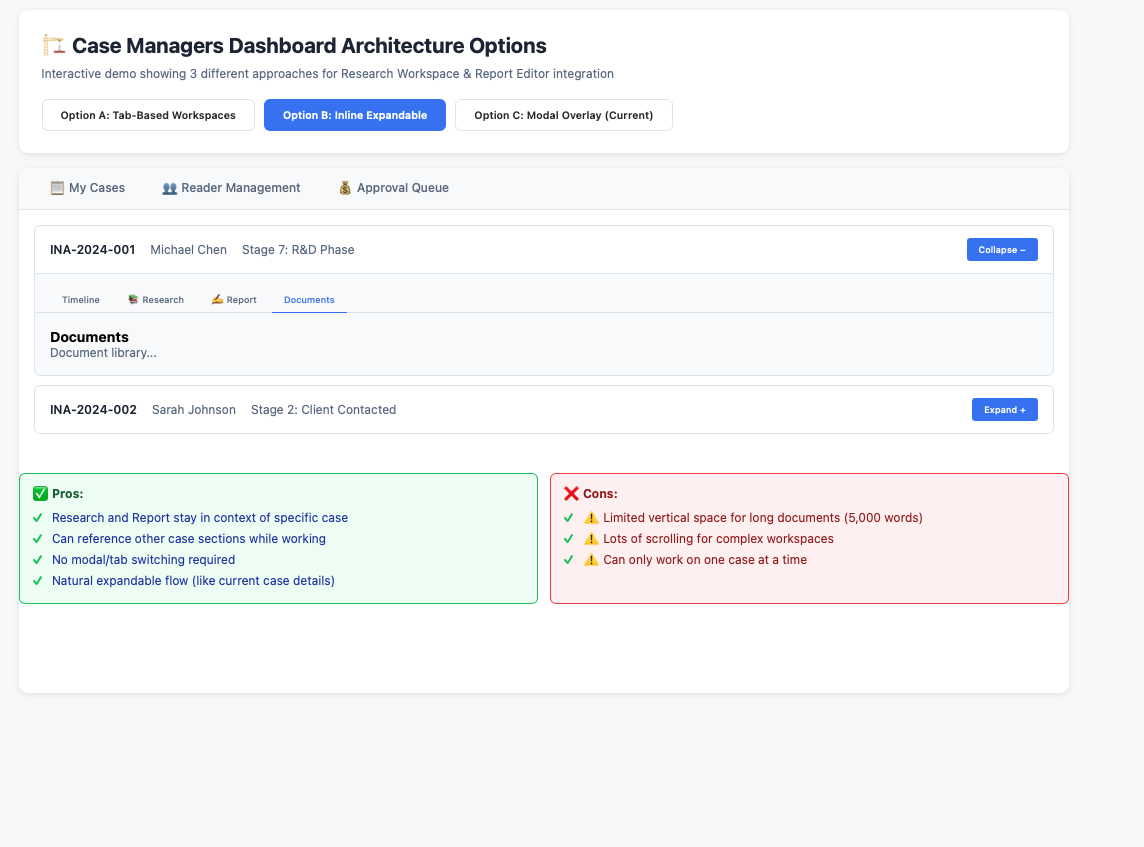 🏗️ Case Managers Dashboard Architecture Options
Interactive demo showing 3 different approaches for Research Workspace & Report Editor integration
Option A: Tab-Based Workspaces
Option B: Inline Expandable
Option C: Modal Overlay (Current)
📋 My Cases
👥 Reader Management
💰 Approval Queue
INA-2024-001 Michael Chen Stage 7: R&D Phase
Collapse −
Timeline
📚 Research
✍️ Report
Documents
Documents
Document library...
INA-2024-002 Sarah Johnson Stage 2: Client Contacted
Expand +
✅ Pros:
✓ Research and Report stay in context of specific case
✓ Can reference other case sections while working
✓ No modal/tab switching required
✓ Natural expandable flow (like current case details)
❌ Cons:
✓ ⚠️ Limited vertical space for long documents (5,000 words)
✓ ⚠️ Lots of scrolling for complex workspaces
✓ ⚠️ Can only work on one case at a time